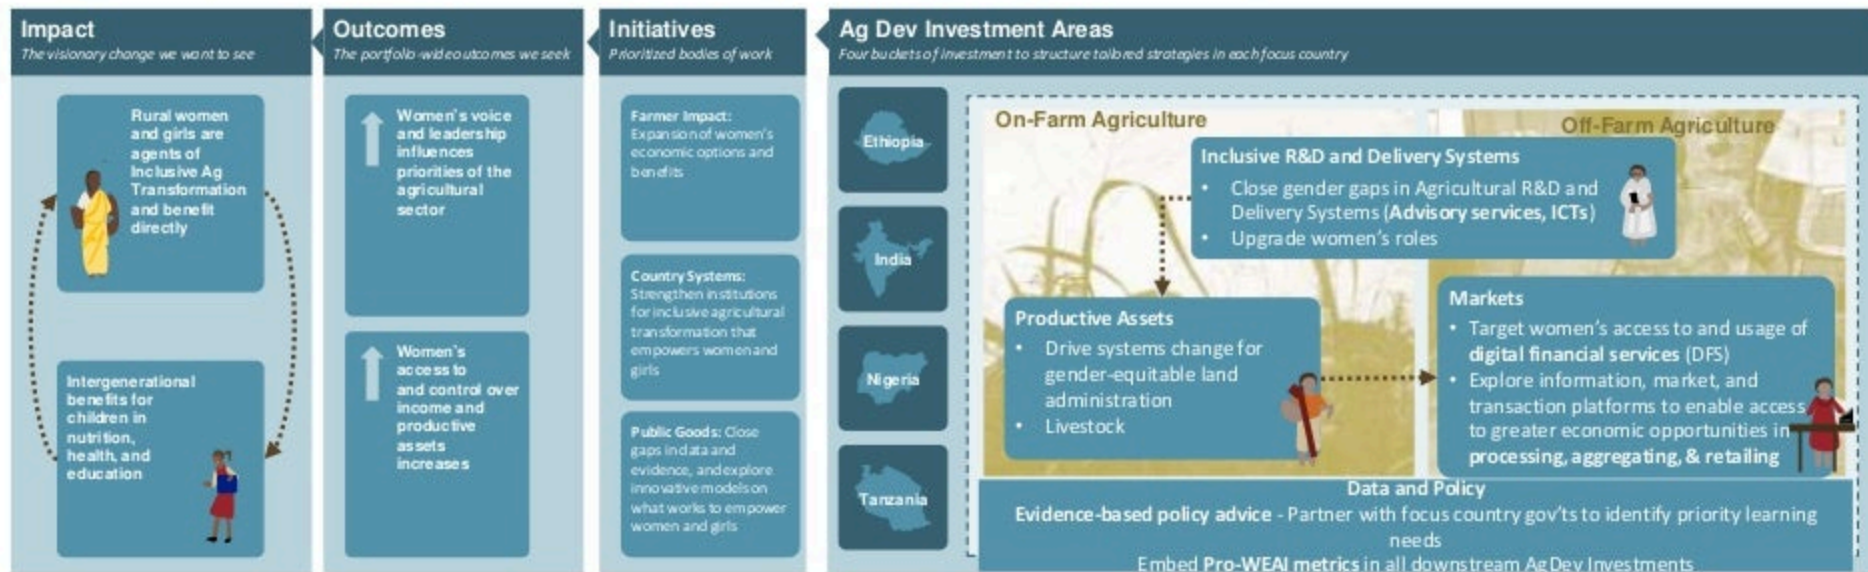 Impact
The visionary change we want to see
Rural women
and girls are
agents of
Inclusive Ag
Transformation
and benefit
directly
Intergenerational
benefits for
children in
nutrition,
health, and
education
Outcomes
The portfolio-wide outcomes we seek
Women's voice
and leadership
influences
priorities of the
agricultural
sector
Women's
access to
and control over
income and
productive
assets
increases
Initiatives
Prioritized bodies of work
Farmer Impact:
Expansion of women's
economic options and
benefits
Country Systems:
Strengthen institutions
for inclusive agricultural
transformation that
empowers women and
girls
Public Goods: Close
gaps in data and
evidence, and explore
innovative models on
what works to empower
women and girls
Ag Dev Investment Areas
Four buckets of investment to structure tailored strategies in each focus country
Ethiopia
India
Nigeria
Tanzania
On-Farm Agriculture
Off-Farm Agriculture
Inclusive R&D and Delivery Systems
• Close gender gaps in Agricultural R&D and
Delivery Systems (Advisory services, ICTs)
• Upgrade women's roles
Productive Assets
• Drive systems change for
gender-equitable land
administration
• Livestock
Markets
• Target women's access to and usage of
digital financial services (DFS)
• Explore information, market, and
transaction platforms to enable access
to greater economic opportunities in
processing, aggregating, & retailing
Data and Policy
Evidence-based policy advice - Partner with focus country gov'ts to identify priority learning
needs
Embed Pro-WEAI metrics in all downstream AgDev Investments